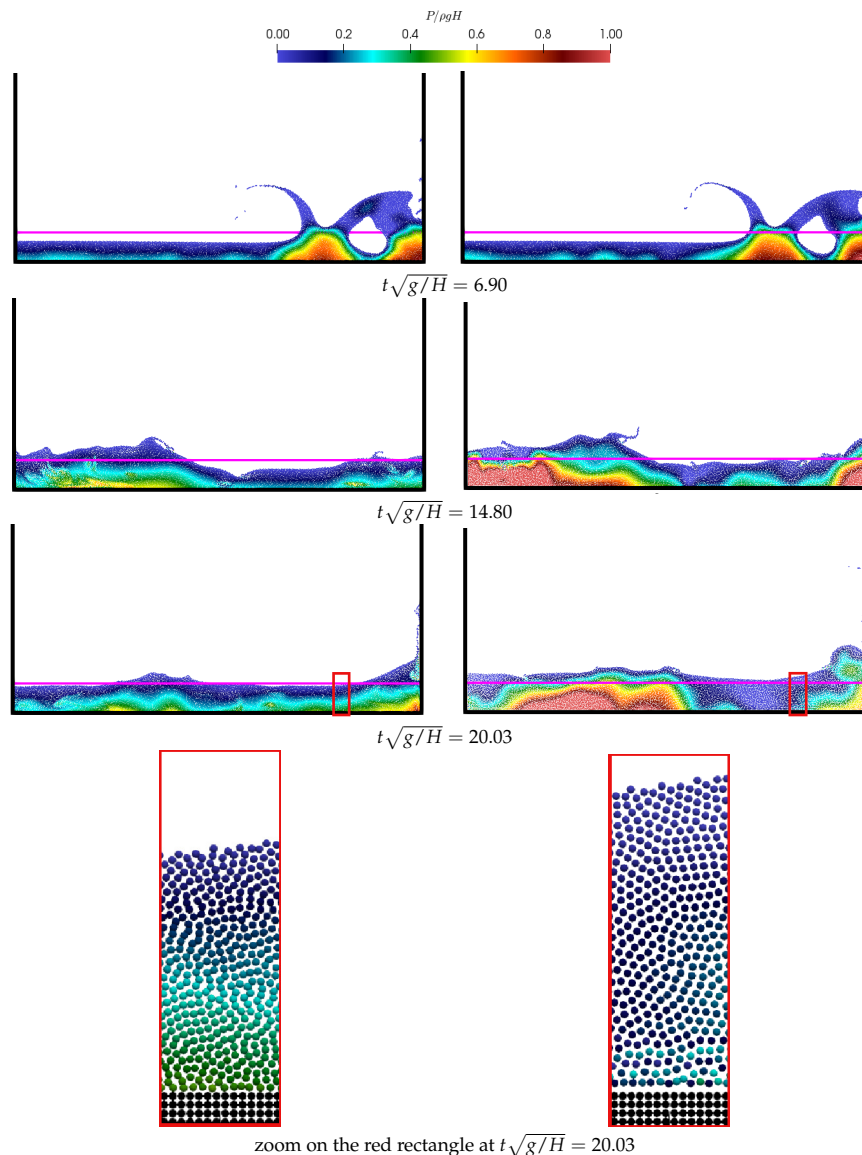 P/ρgH
0.00 0.2 0.4 0.6 0.8 1.00
t√g/H = 6.90
t√g/H = 14.80
t√g/H = 20.03
zoom on the red rectangle at t√g/H = 20.03